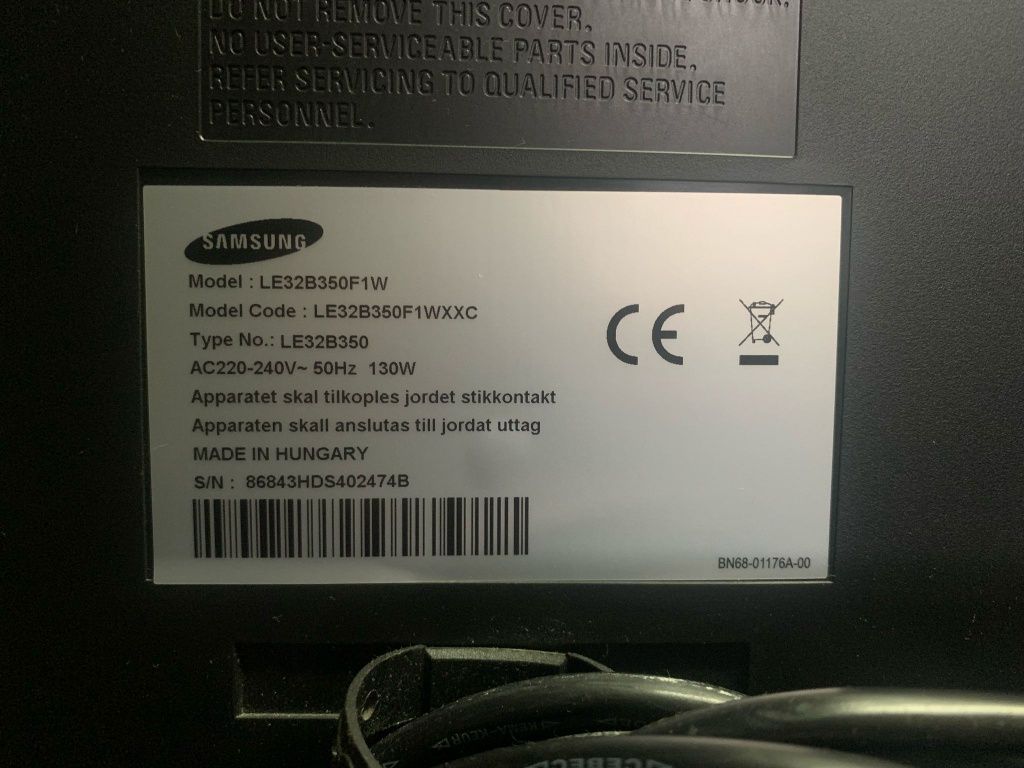 DO NOT REMOVE THIS COVER.
NO USER-SERVICEABLE PARTS INSIDE.
REFER SERVICING TO QUALIFIED SERVICE
PERSONNEL.
SAMSUNG
Model : LE32B350F1W
Model Code : LE32B350F1WXXC
Type No.: LE32B350
AC220-240V~ 50Hz 130W
Apparatet skal tilkoples jordet stikkontakt
Apparaten skall anslutas till jordat uttag
MADE IN HUNGARY
S/N : 86843HDS402474B
CE
BN68-01176A-00
KEMA-KEUR